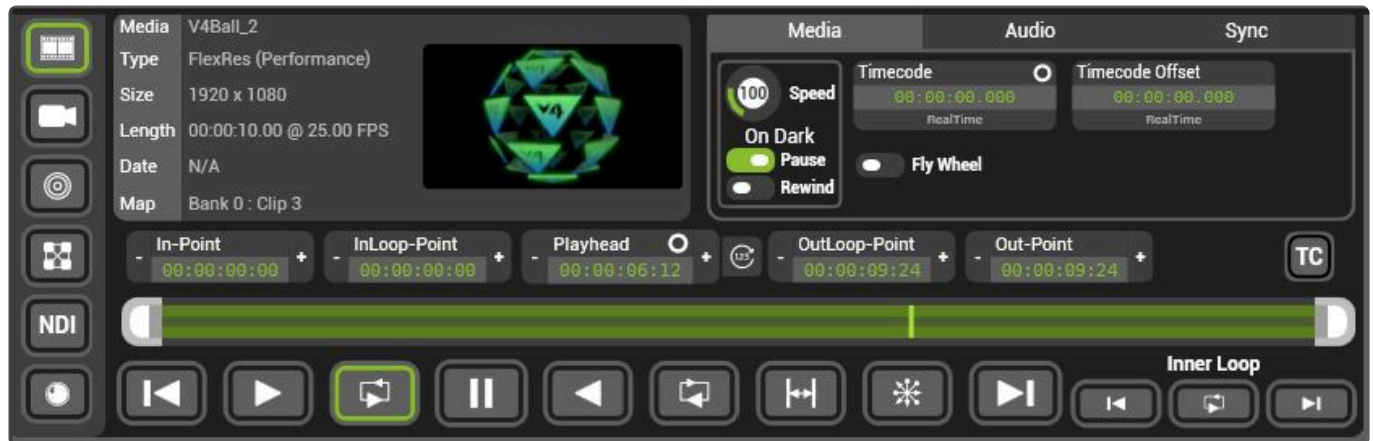 Media V4Ball_2
Type FlexRes (Performance)
Size 1920 x 1080
Length 00:00:10.00 @ 25.00 FPS
Date N/A
Map Bank 0 : Clip 3
V4
Media Audio Sync
100 Speed
On Dark
Pause
Rewind
Timecode
00:00:00.000
RealTime
Timecode Offset
00:00:00.000
RealTime
Fly Wheel
In-Point
- 00:00:00:00 +
InLoop-Point
- 00:00:00:00 +
Playhead
- 00:00:06:12 +
123
OutLoop-Point
- 00:00:09:24 +
Out-Point
- 00:00:09:24 +
TC
NDI
Inner Loop